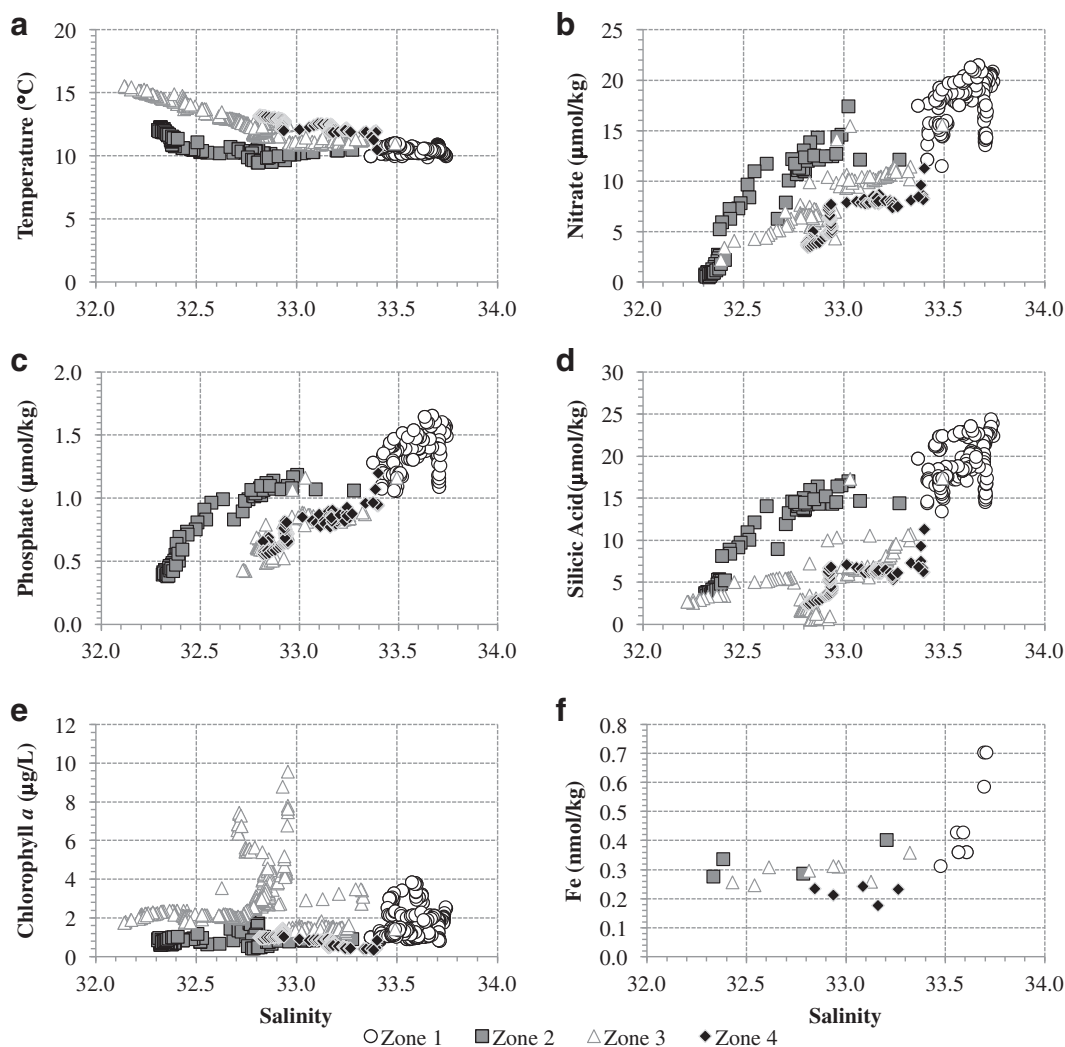 a
20
15
10
5
0
Temperature (°C)
32.0 32.5 33.0 33.5 34.0
b
25
20
15
10
5
0
Nitrate (µmol/kg)
32.0 32.5 33.0 33.5 34.0
c
2.0
1.5
1.0
0.5
0.0
Phosphate (µmol/kg)
32.0 32.5 33.0 33.5 34.0
d
30
25
20
15
10
5
0
Silicic Acid(µmol/kg)
32.0 32.5 33.0 33.5 34.0
e
12
10
8
6
4
2
0
Chlorophyll a (µg/L)
32.0 32.5 33.0 33.5 34.0
Salinity
f
0.8
0.7
0.6
0.5
0.4
0.3
0.2
0.1
0.0
Fe (nmol/kg)
32.0 32.5 33.0 33.5 34.0
Salinity
Zone 1 Zone 2 Zone 3 Zone 4